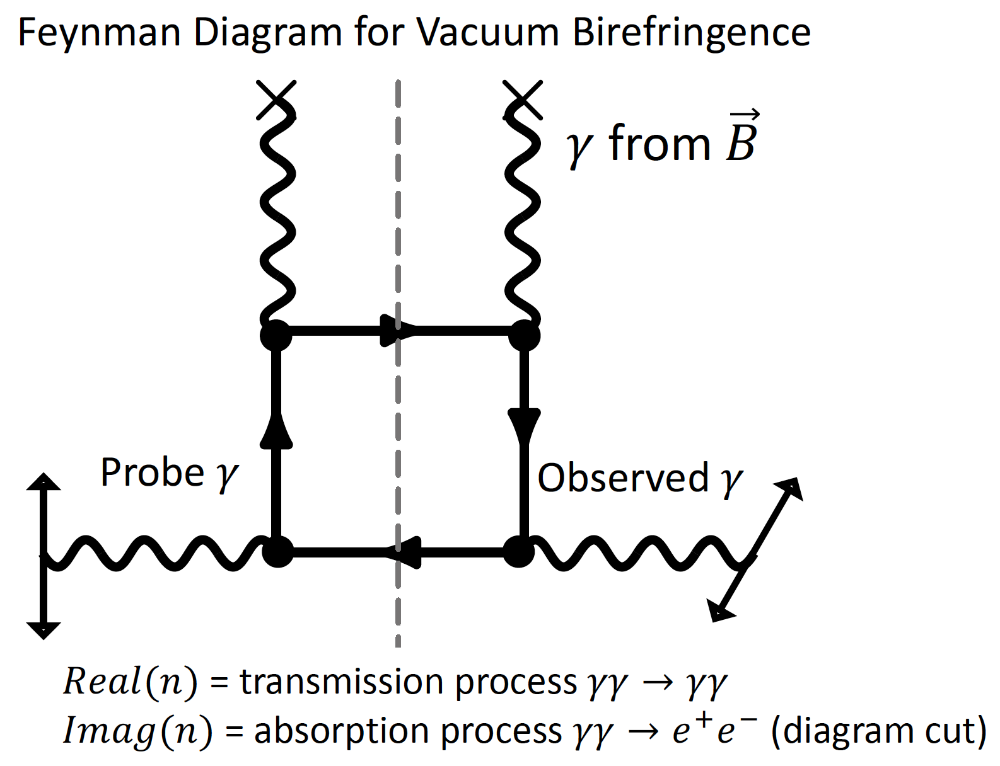 Feynman Diagram for Vacuum Birefringence
γ from B⃗
Probe γ
Observed γ
Real(n) = transmission process γγ → γγ
Imag(n) = absorption process γγ → e⁺e⁻ (diagram cut)